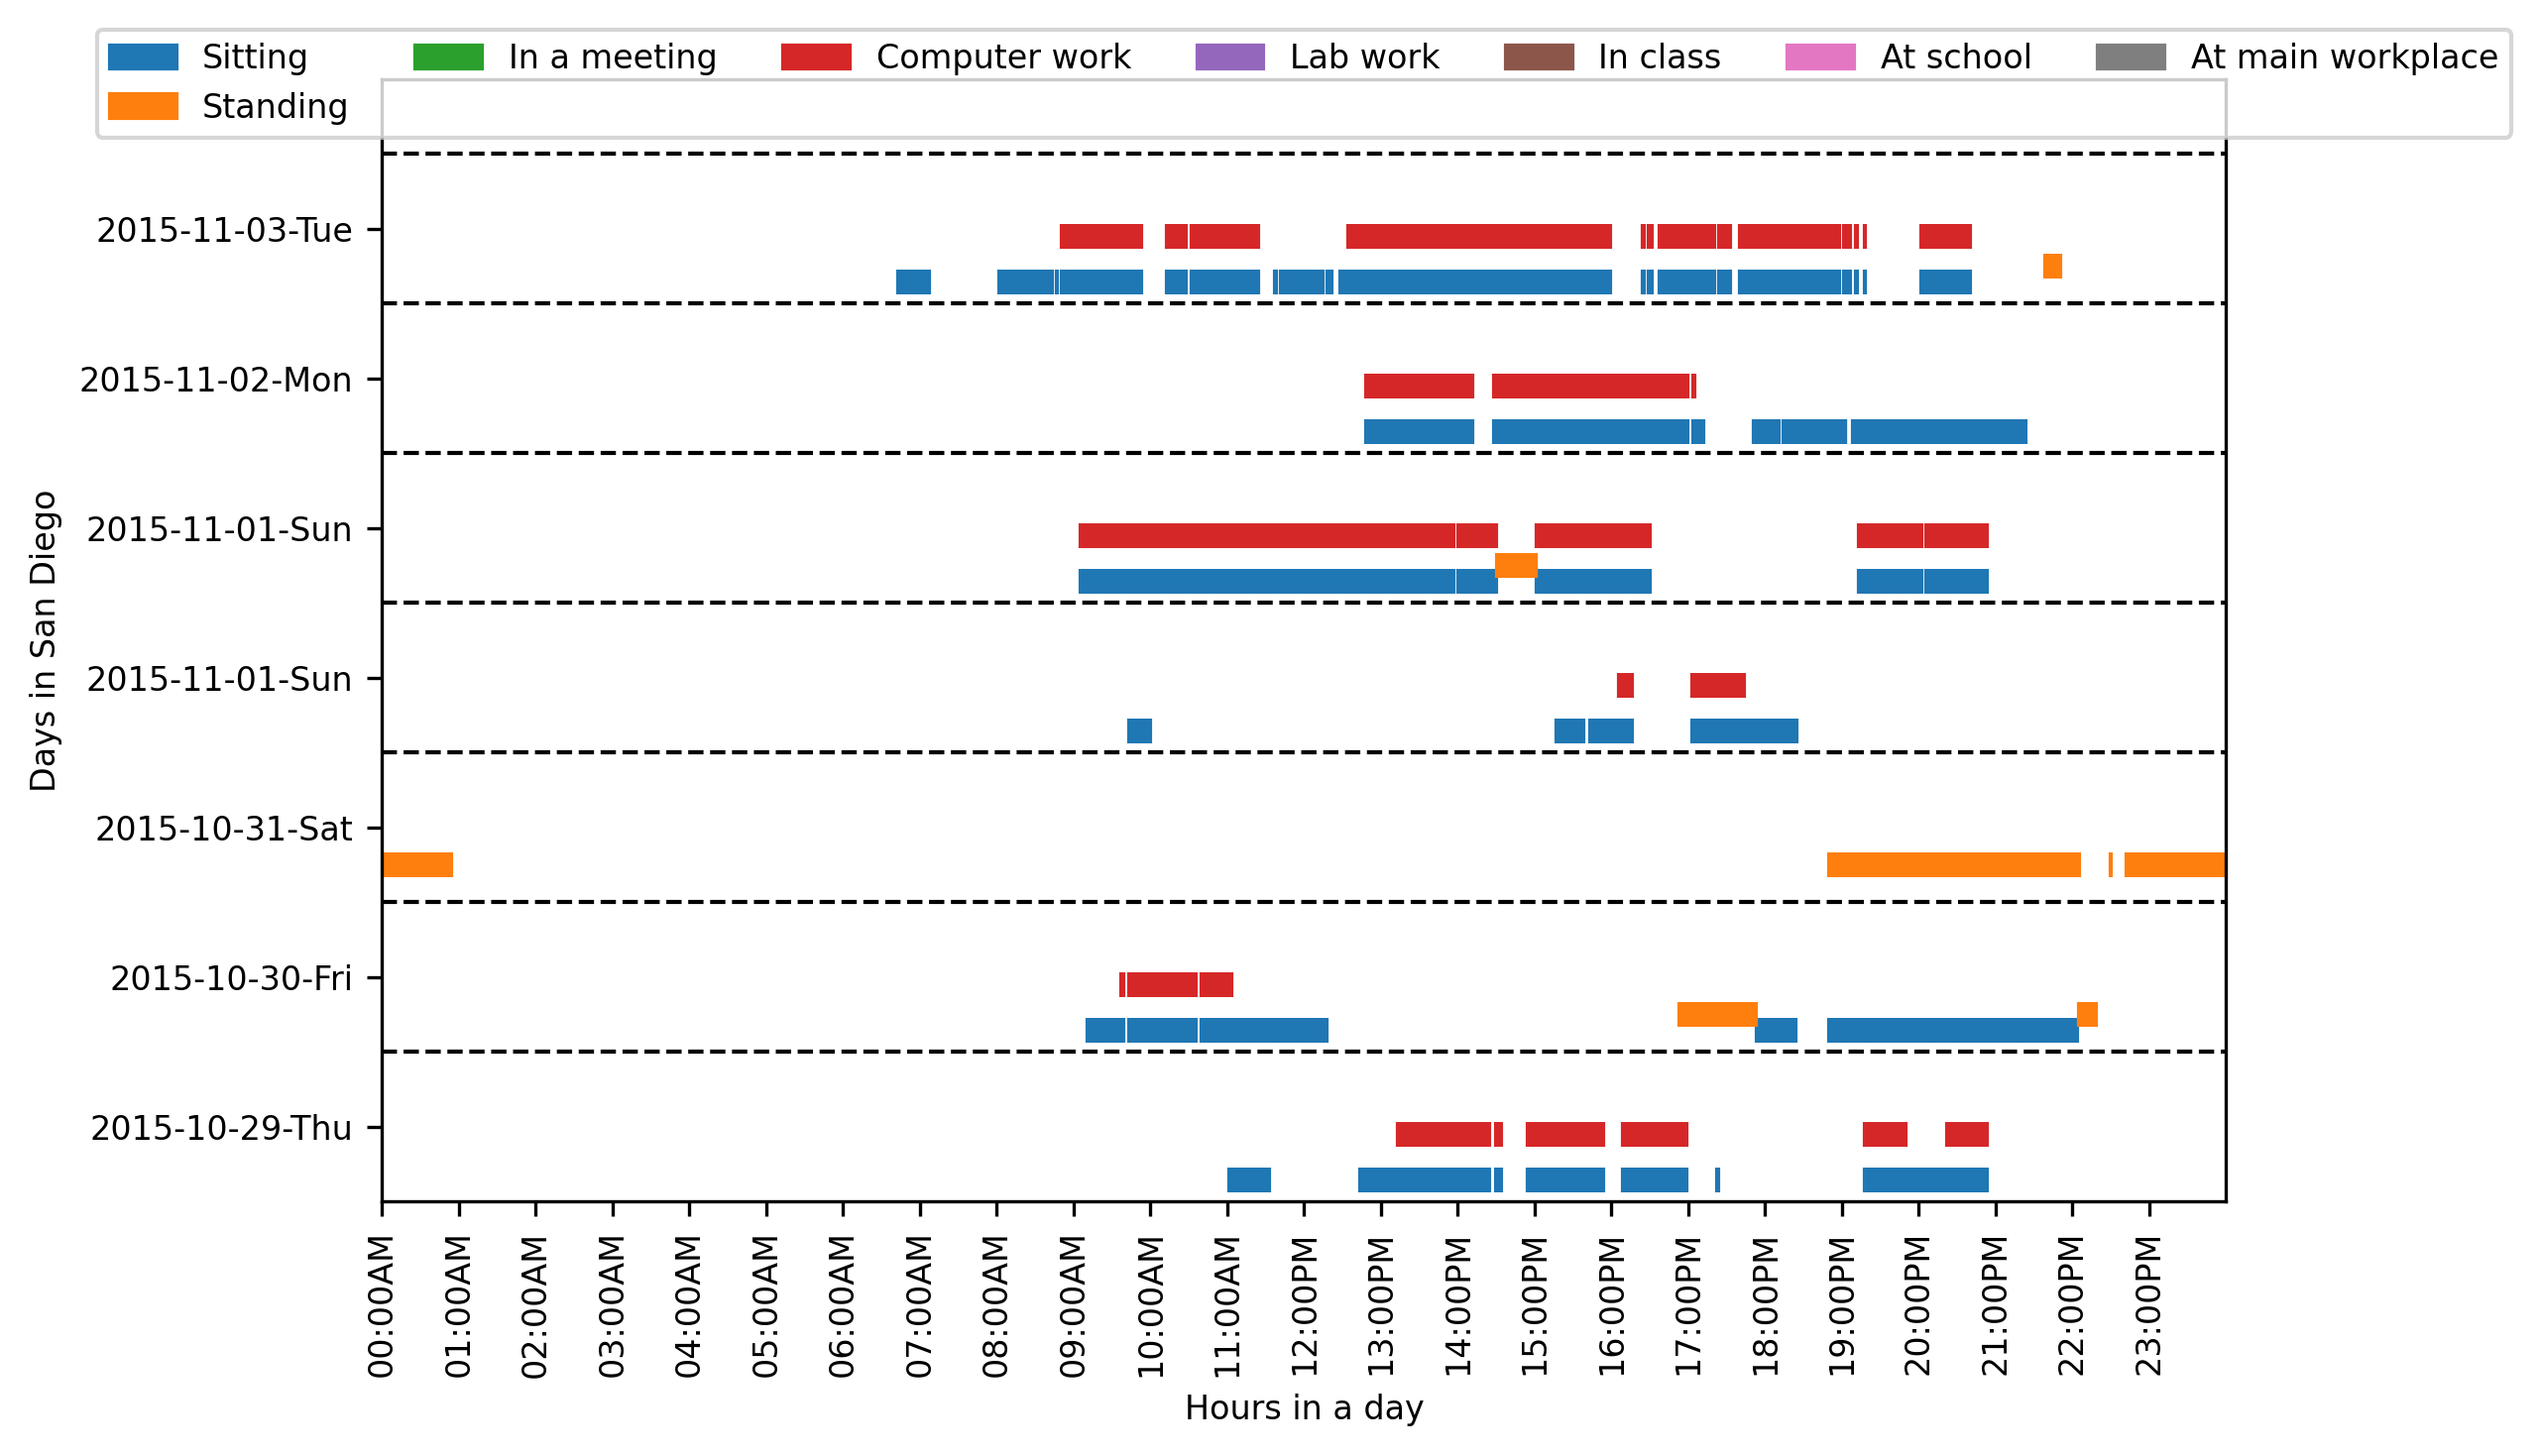 Sitting In a meeting Computer work Lab work In class At school At main workplace
Standing
Days in San Diego
2015-11-03-Tue
2015-11-02-Mon
2015-11-01-Sun
2015-11-01-Sun
2015-10-31-Sat
2015-10-30-Fri
2015-10-29-Thu
00:00AM
01:00AM
02:00AM
03:00AM
04:00AM
05:00AM
06:00AM
07:00AM
08:00AM
09:00AM
10:00AM
11:00AM
12:00PM
13:00PM
14:00PM
15:00PM
16:00PM
17:00PM
18:00PM
19:00PM
20:00PM
21:00PM
22:00PM
23:00PM
Hours in a day